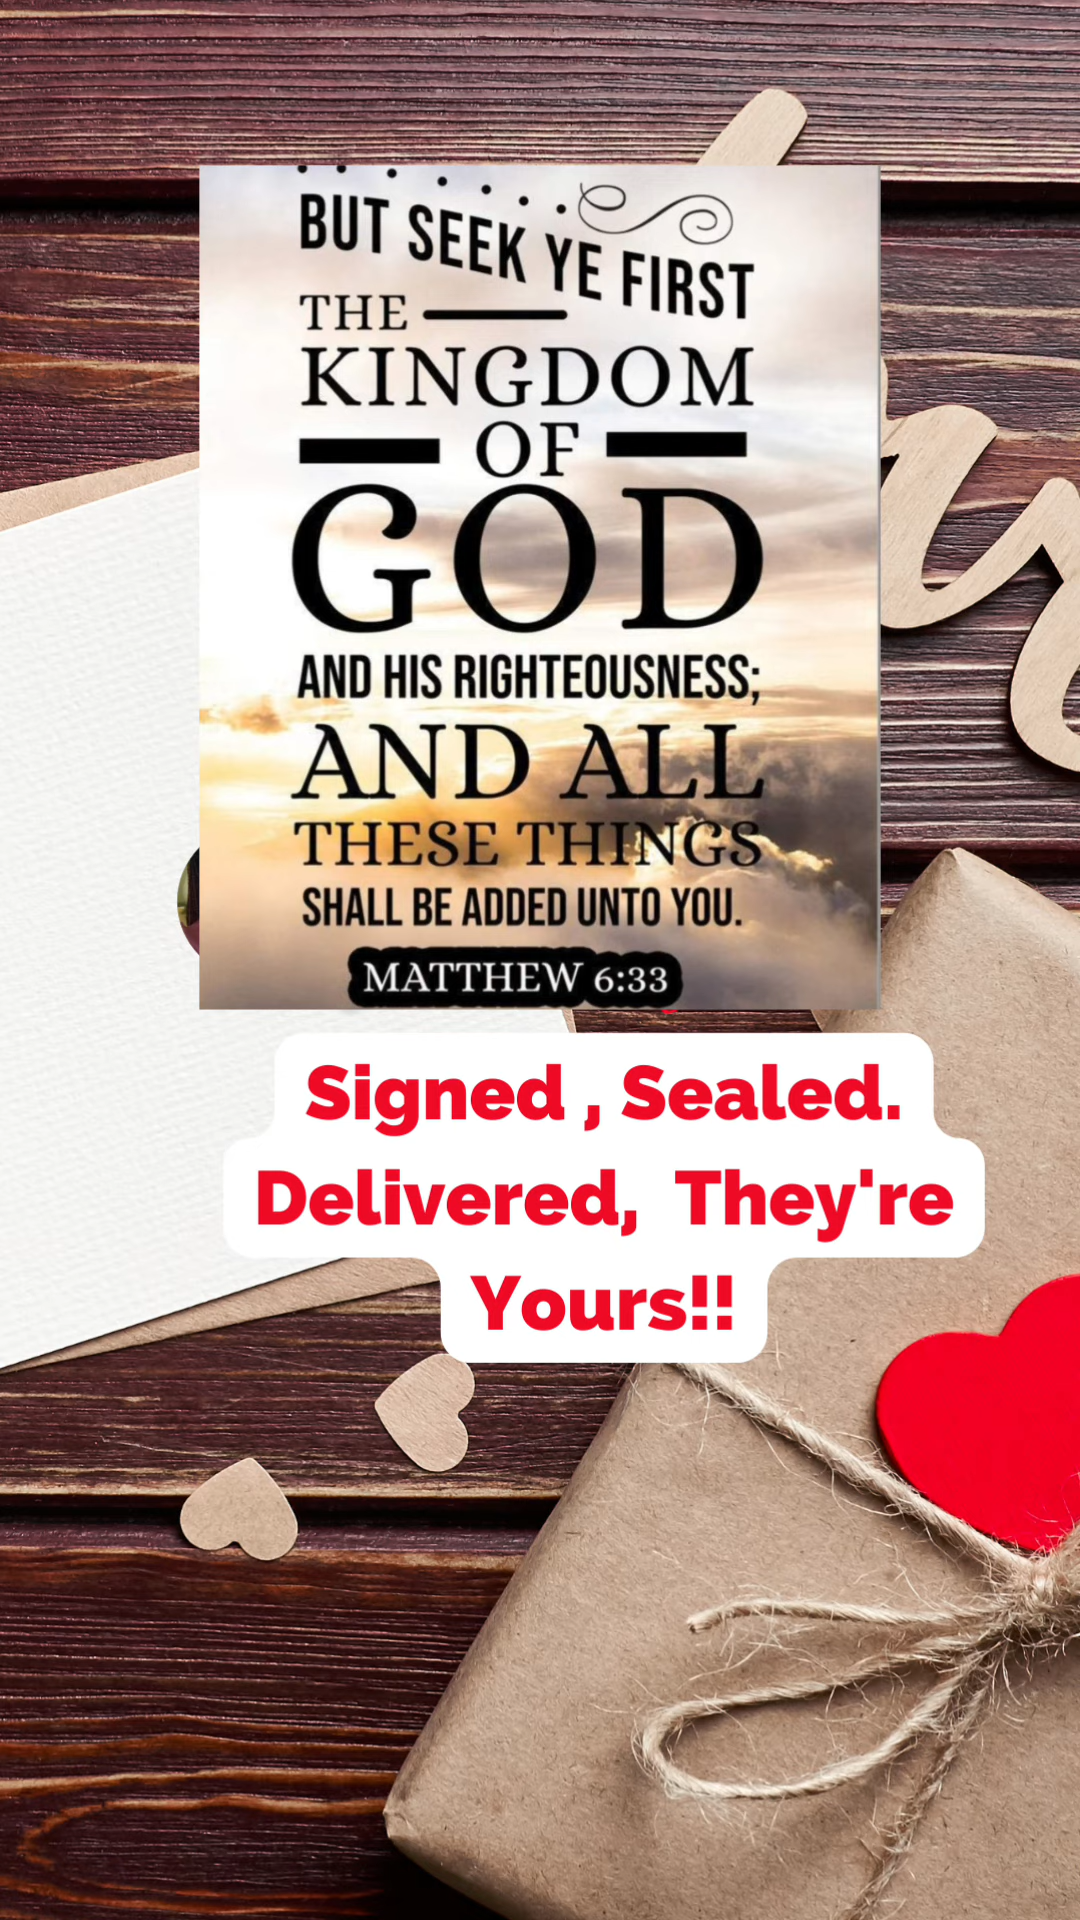 BUT SEEK YE FIRST
THE
KINGDOM
OF
GOD
AND HIS RIGHTEOUSNESS;
AND ALL
THESE THINGS
SHALL BE ADDED UNTO YOU.
MATTHEW 6:33
Signed , Sealed.
Delivered, They're
Yours!!